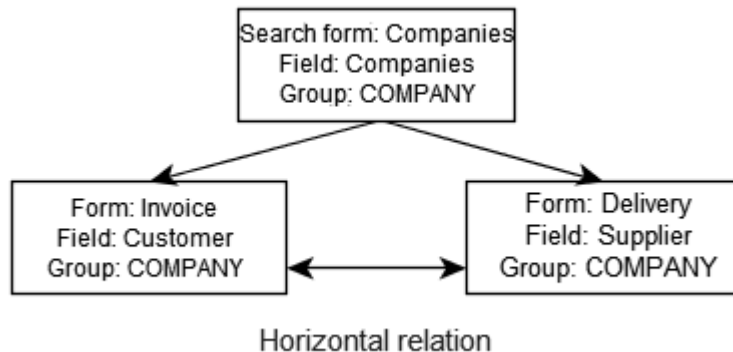 Search form: Companies
Field: Companies
Group: COMPANY
Form: Invoice
Field: Customer
Group: COMPANY
Form: Delivery
Field: Supplier
Group: COMPANY
Horizontal relation